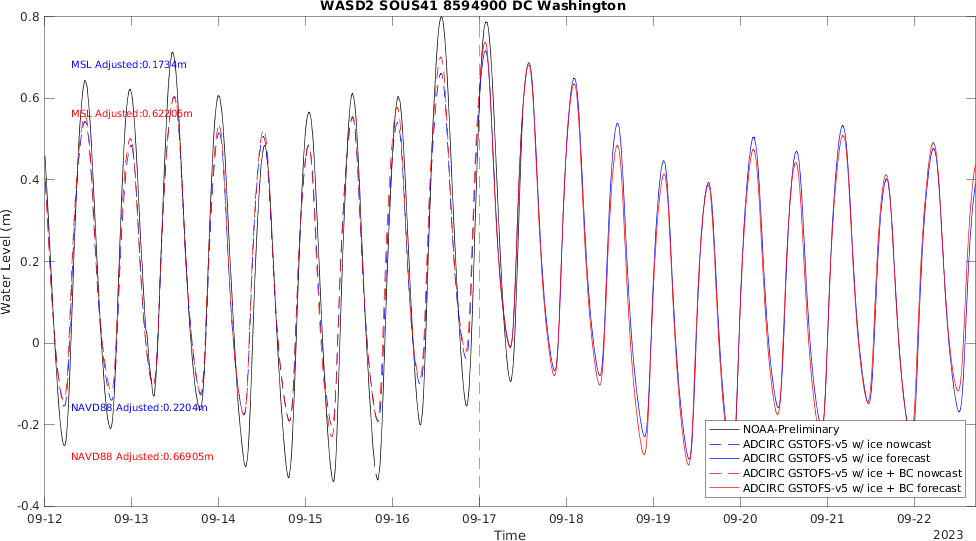 WASD2 SOUS41 8594900 DC Washington
0.8
0.6
0.4
0.2
0
-0.2
-0.4
Water Level (m)
MSL Adjusted:0.1734m
MSL Adjusted:0.62205m
NAVD88 Adjusted:0.2204m
NAVD88 Adjusted:0.66905m
NOAA-Preliminary
ADCIRC GSTOFS-v5 w/ ice nowcast
ADCIRC GSTOFS-v5 w/ ice forecast
ADCIRC GSTOFS-v5 w/ ice + BC nowcast
ADCIRC GSTOFS-v5 w/ ice + BC forecast
09-12 09-13 09-14 09-15 09-16 09-17 09-18 09-19 09-20 09-21 09-22
Time
2023